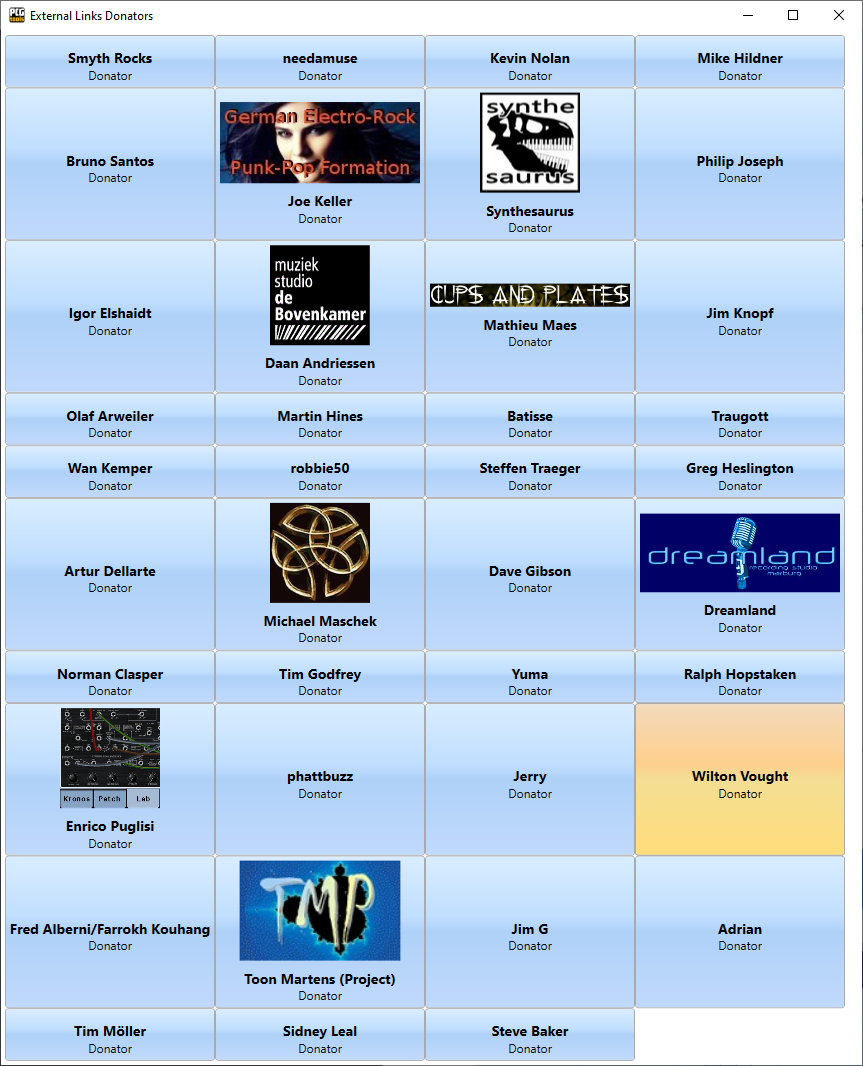 PCG
tools
External Links Donators
Smyth Rocks
Donator
needamuse
Donator
Kevin Nolan
Donator
Mike Hildner
Donator
Bruno Santos
Donator
German Electro-Rock
Punk-Pop Formation
Joe Keller
Donator
synthe
saurus
Synthesaurus
Donator
Philip Joseph
Donator
Igor Elshaidt
Donator
muziek
studio
de
Bovenkamer
Daan Andriessen
Donator
CUPS AND PLATES
Mathieu Maes
Donator
Jim Knopf
Donator
Olaf Arweiler
Donator
Martin Hines
Donator
Batisse
Donator
Traugott
Donator
Wan Kemper
Donator
robbie50
Donator
Steffen Traeger
Donator
Greg Heslington
Donator
Artur Dellarte
Donator
Michael Maschek
Donator
Dave Gibson
Donator
dreamland
recording studio
marburg
Dreamland
Donator
Norman Clasper
Donator
Tim Godfrey
Donator
Yuma
Donator
Ralph Hopstaken
Donator
Kronos Patch Lab
Enrico Puglisi
Donator
phattbuzz
Donator
Jerry
Donator
Wilton Vought
Donator
Fred Alberni/Farrokh Kouhang
Donator
TMP
Toon Martens (Project)
Donator
Jim G
Donator
Adrian
Donator
Tim Möller
Donator
Sidney Leal
Donator
Steve Baker
Donator